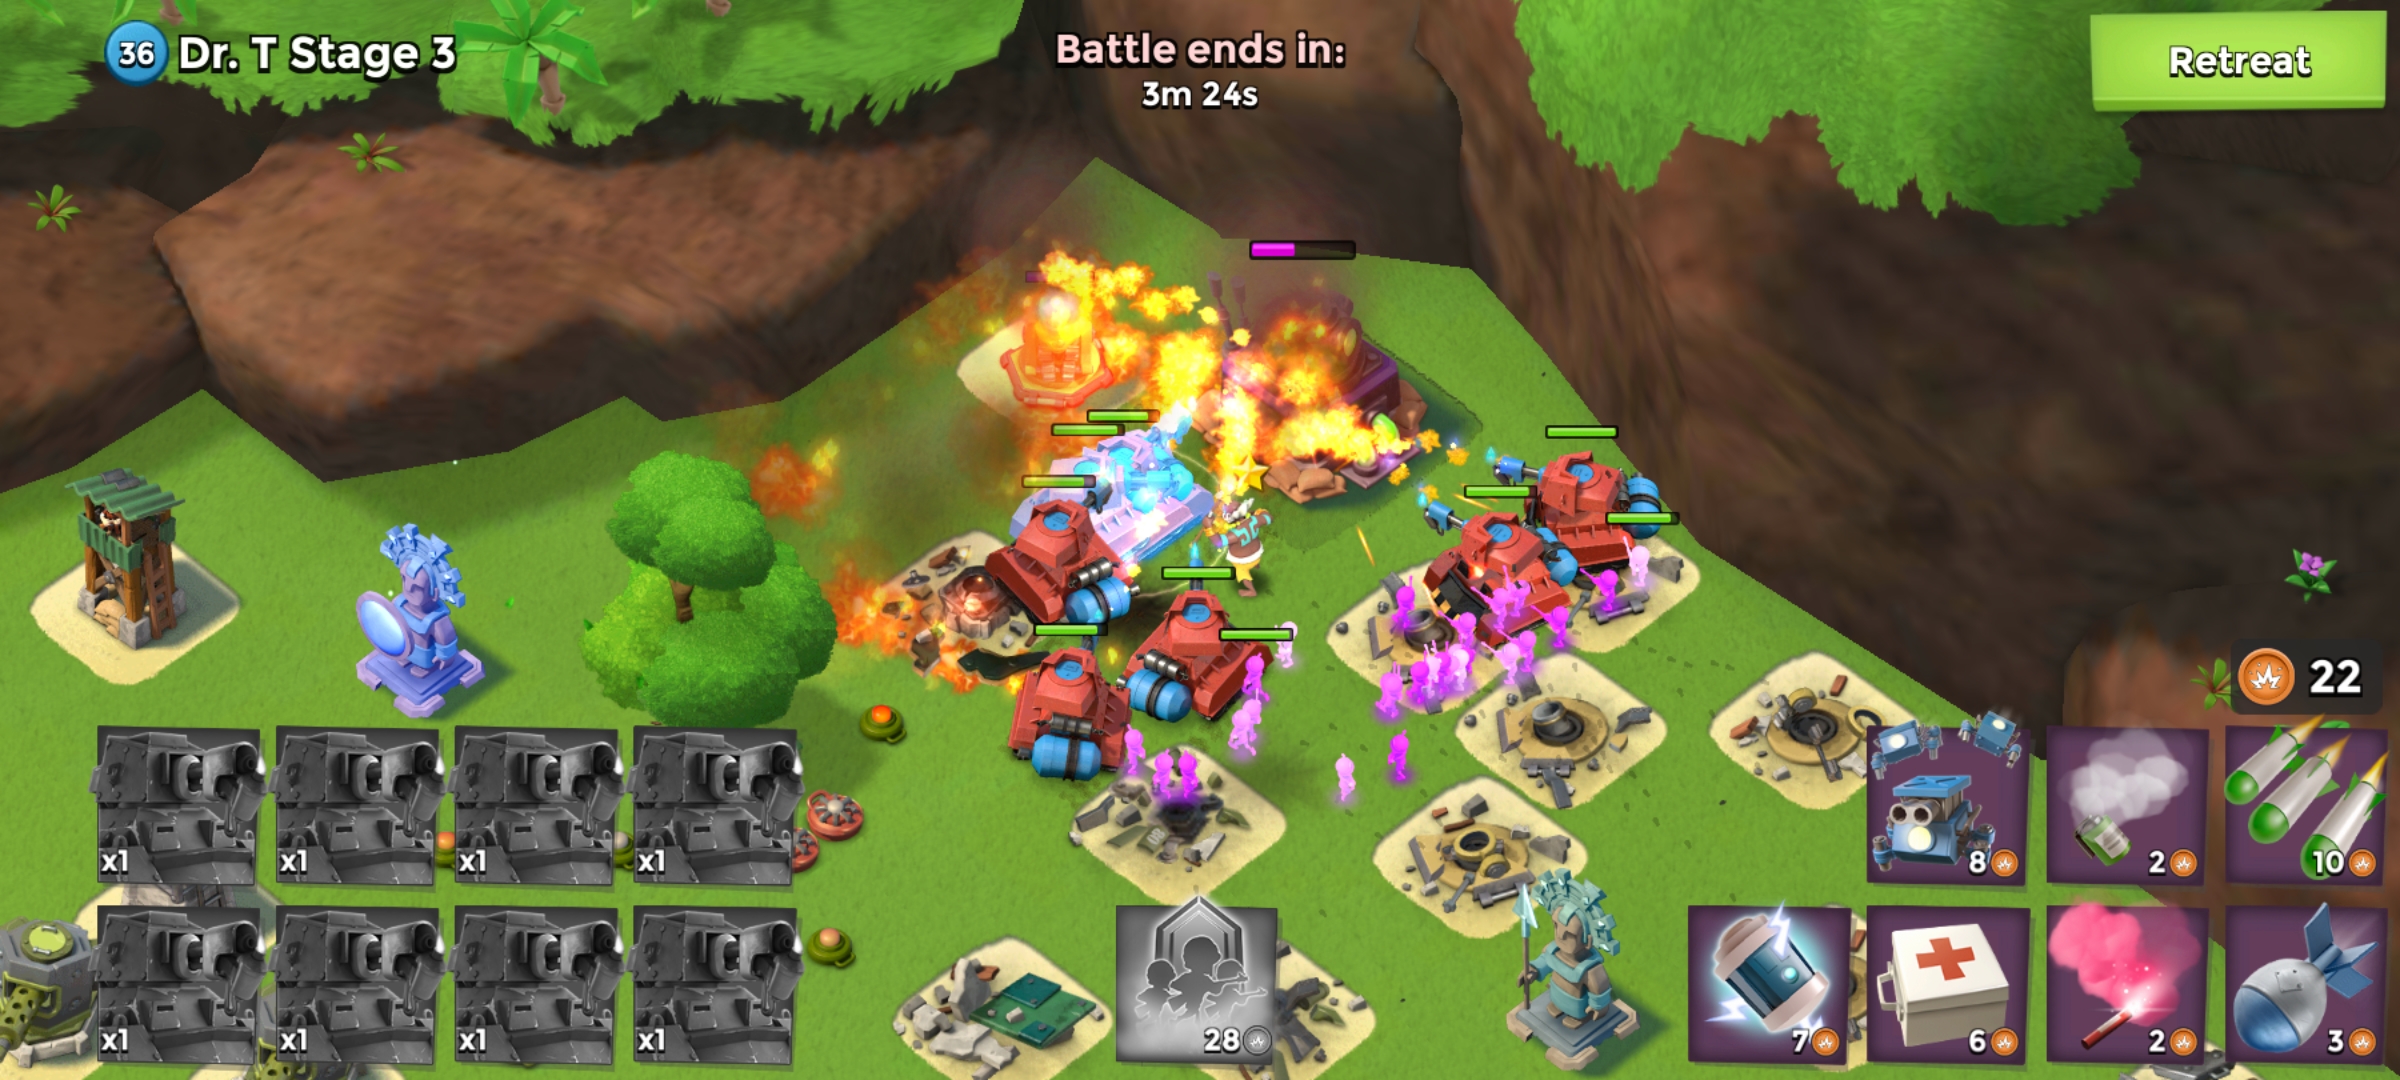 36 Dr. T Stage 3
Battle ends in:
3m 24s
Retreat
22
x1
x1
x1
x1
8
2
10
x1
x1
x1
x1
28
7
6
2
3